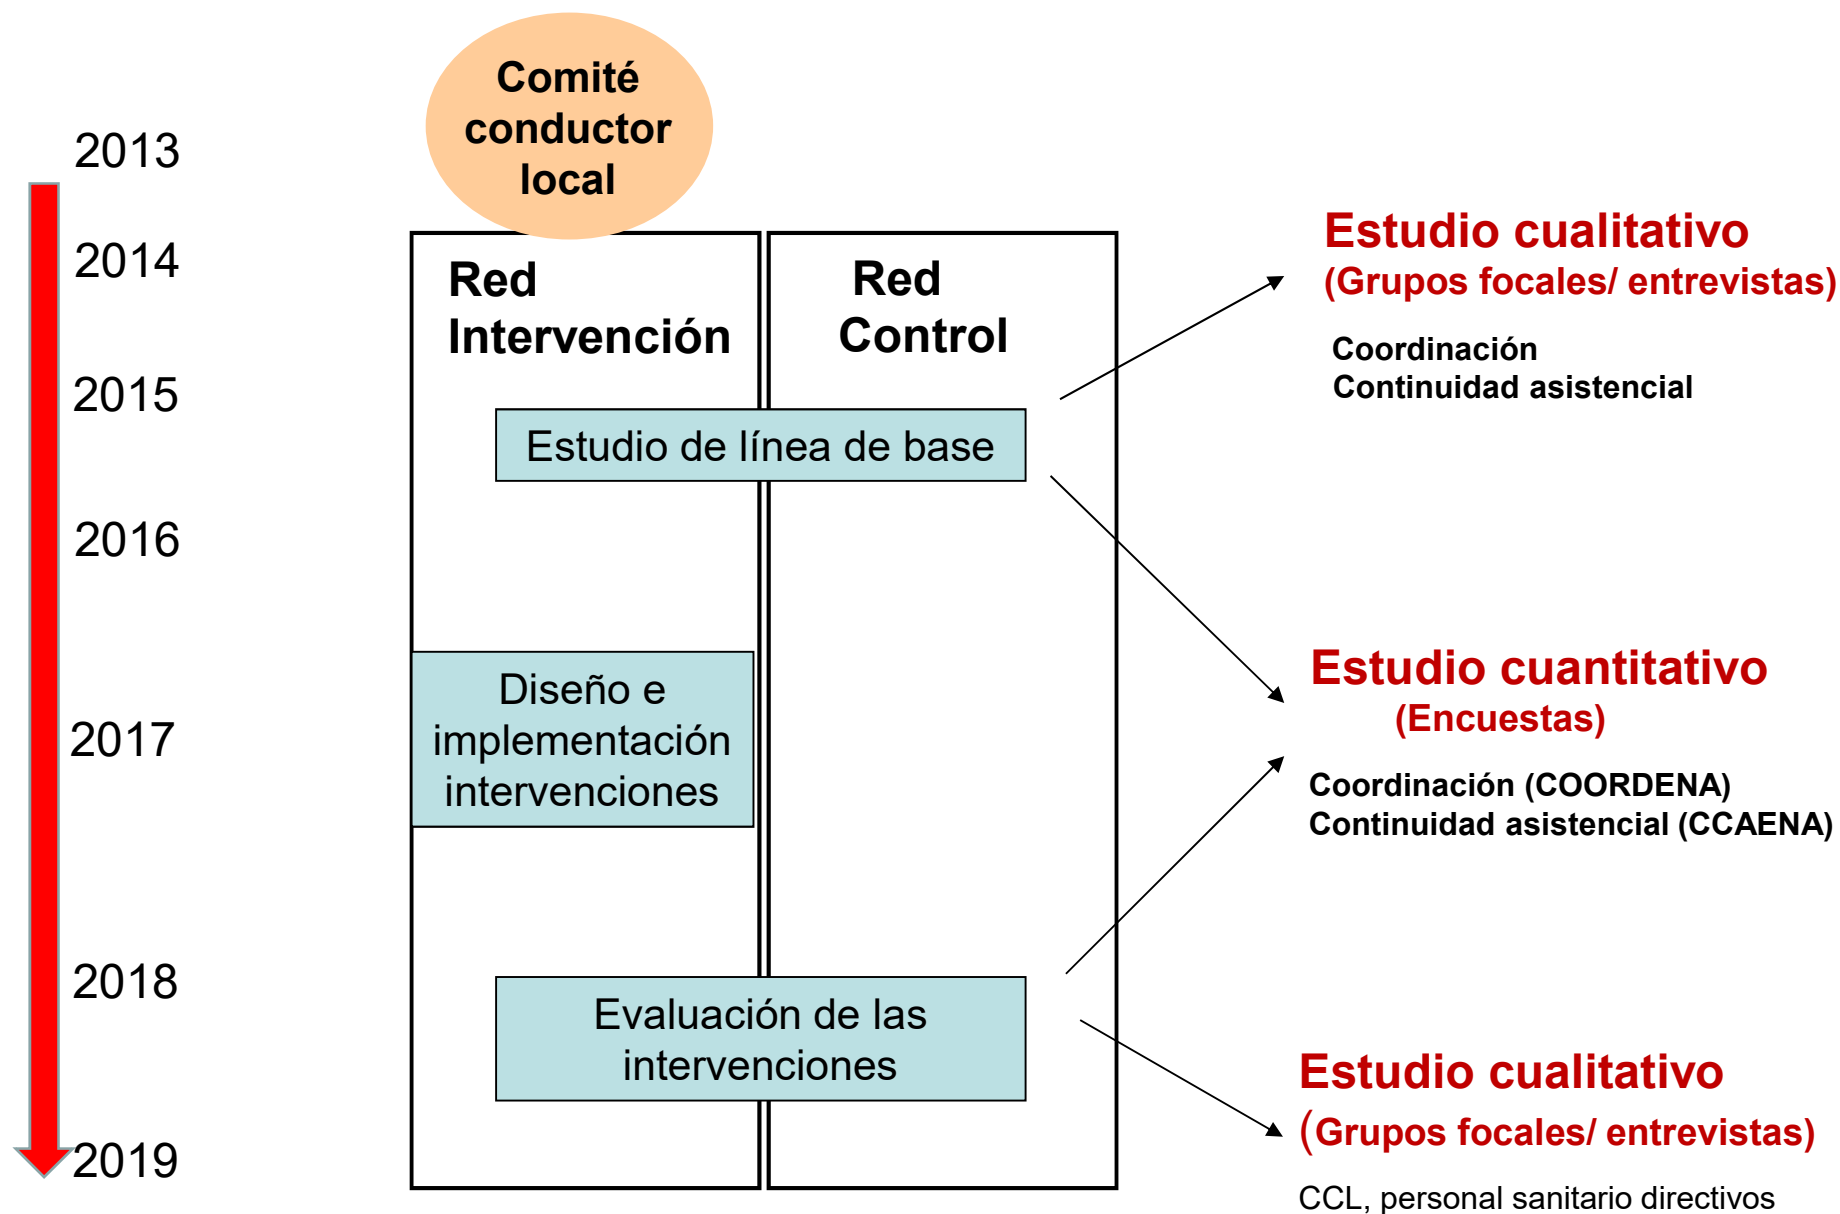 Comité
conductor
local
2013
2014
2015
2016
2017
2018
2019
Red
Intervención
Red
Control
Estudio de línea de base
Diseño e
implementación
intervenciones
Evaluación de las
intervenciones
Estudio cualitativo
(Grupos focales/ entrevistas)
Coordinación
Continuidad asistencial
Estudio cuantitativo
(Encuestas)
Coordinación (COORDENA)
Continuidad asistencial (CCAENA)
Estudio cualitativo
(Grupos focales/ entrevistas)
CCL, personal sanitario directivos